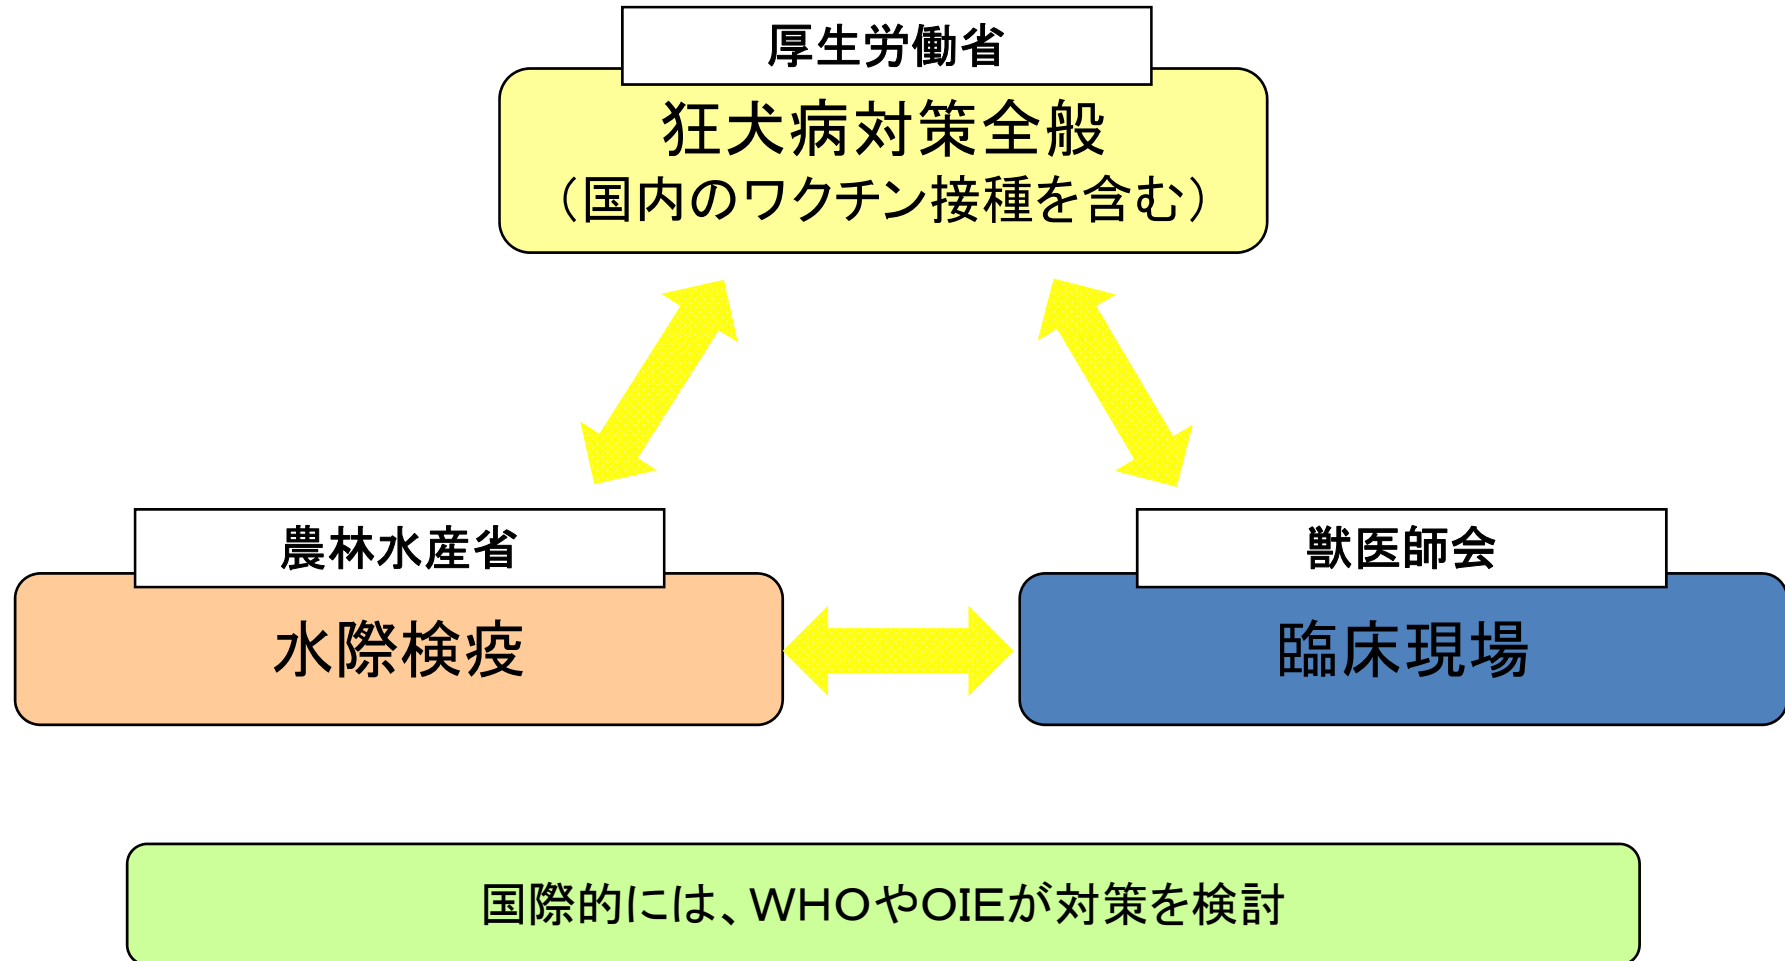 厚生労働省
狂犬病対策全般
（国内のワクチン接種を含む）
農林水産省
獣医師会
水際検疫
臨床現場
国際的には、WHOやOIEが対策を検討